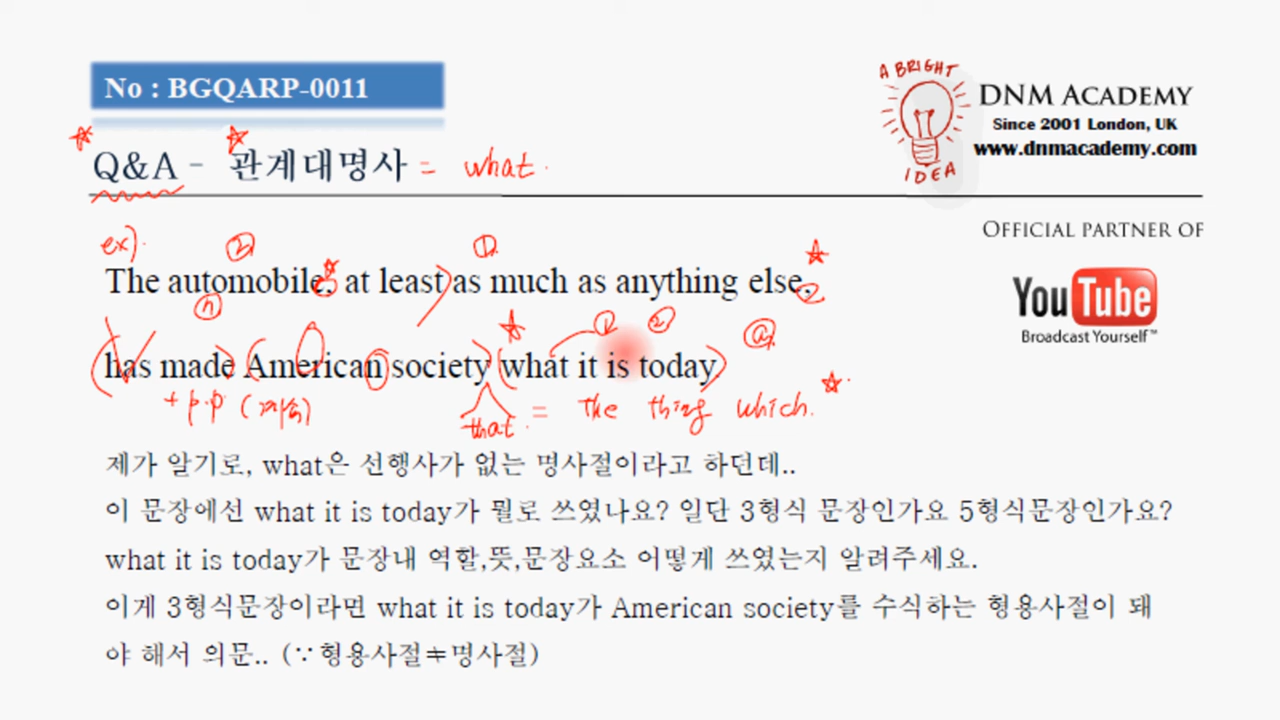 No : BGQARP-0011
A BRIGHT
IDEA
DNM ACADEMY
Since 2001 London, UK
www.dnmacademy.com
Q&A - 관계대명사 = what.
OFFICIAL PARTNER OF
YouTube
Broadcast Yourself™
ex).
② ①
The automobile, at least as much as anything else,
ⓝ
① ② ⓐ
has made American society what it is today.
+ p.p (계속)
that = The thing which.
제가 알기로, what은 선행사가 없는 명사절이라고 하던데..
이 문장에선 what it is today가 뭘로 쓰였나요? 일단 3형식 문장인가요 5형식문장인가요?
what it is today가 문장내 역할,뜻,문장요소 어떻게 쓰였는지 알려주세요.
이게 3형식문장이라면 what it is today가 American society를 수식하는 형용사절이 돼
야 해서 의문.. (∵형용사절≠명사절)